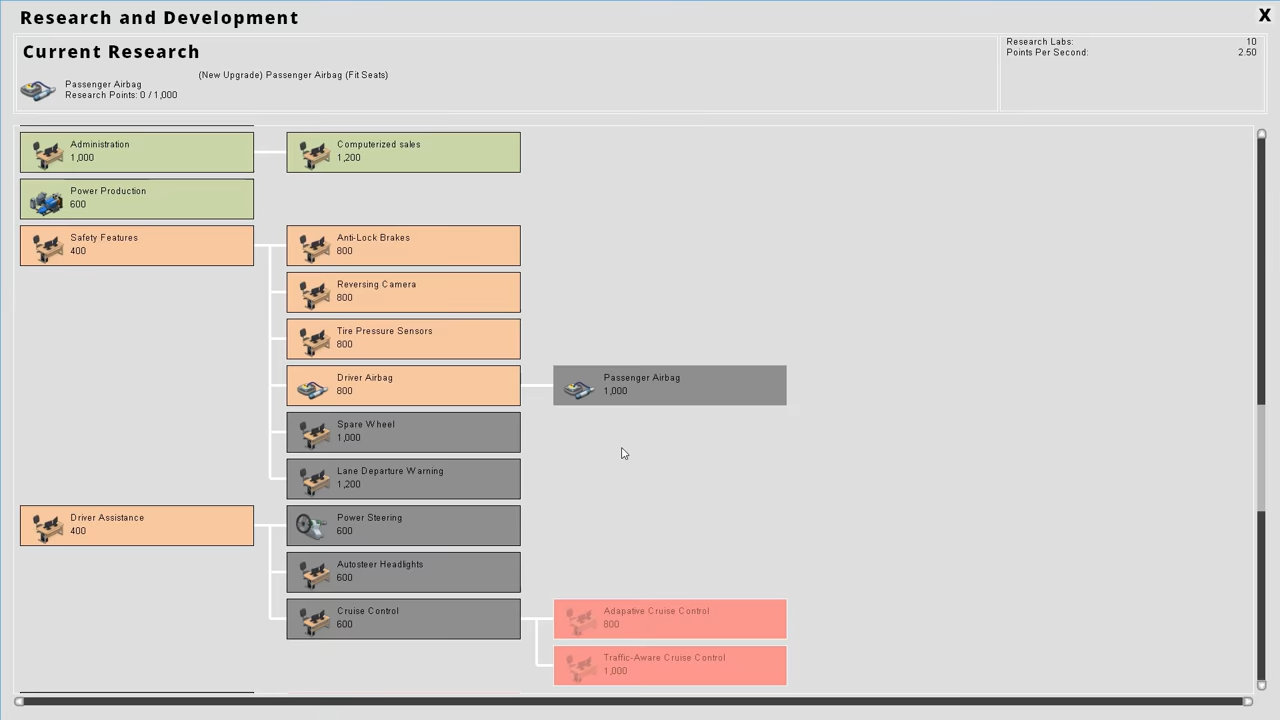 Research and Development
X
Current Research
(New Upgrade) Passenger Airbag (Fit Seats)
Passenger Airbag
Research Points: 0 / 1,000
Research Labs: 10
Points Per Second: 2.50
Administration
1,000
Computerized sales
1,200
Power Production
600
Safety Features
400
Anti-Lock Brakes
800
Reversing Camera
800
Tire Pressure Sensors
800
Driver Airbag
800
Passenger Airbag
1,000
Spare Wheel
1,000
Lane Departure Warning
1,200
Driver Assistance
400
Power Steering
600
Autosteer Headlights
600
Cruise Control
600
Adapative Cruise Control
800
Traffic-Aware Cruise Control
1,000